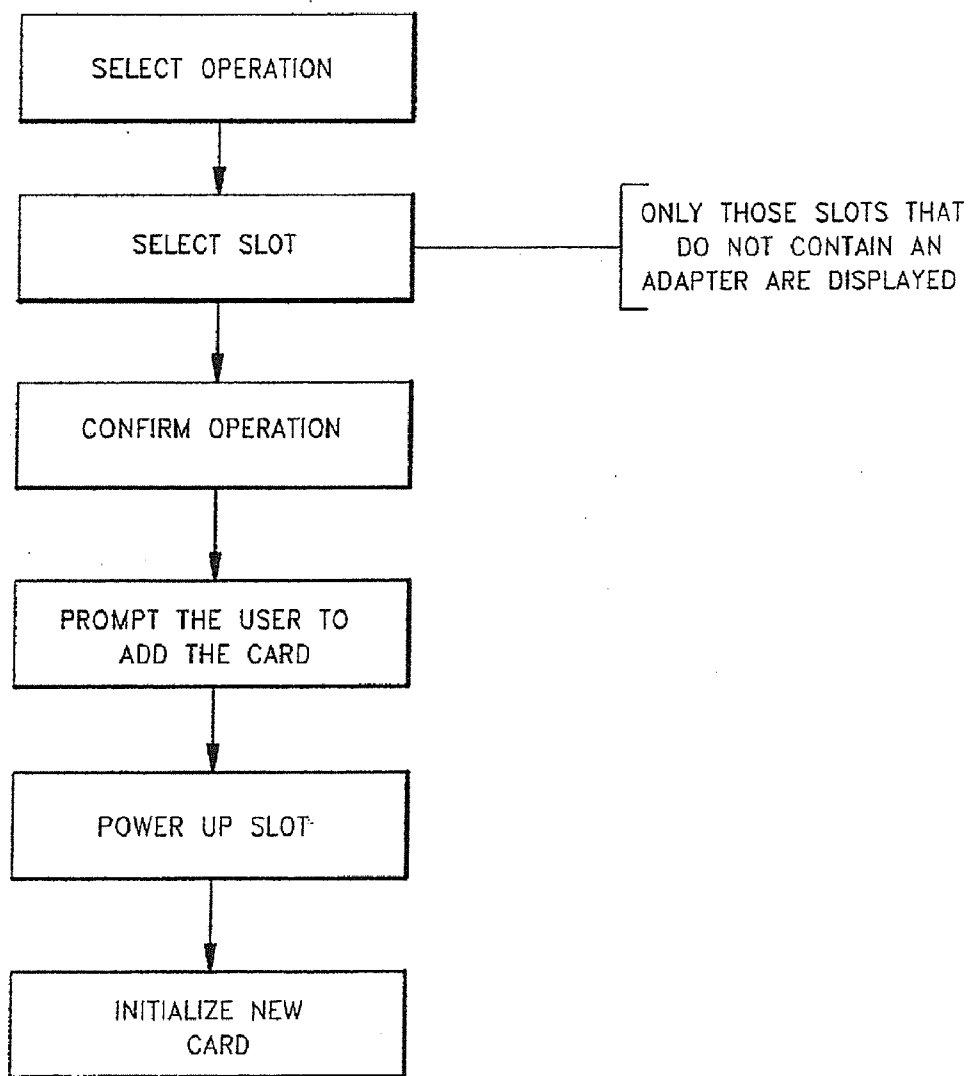 SELECT OPERATION
SELECT SLOT
ONLY THOSE SLOTS THAT
DO NOT CONTAIN AN
ADAPTER ARE DISPLAYED
CONFIRM OPERATION
PROMPT THE USER TO
ADD THE CARD
POWER UP SLOT
INITIALIZE NEW
CARD